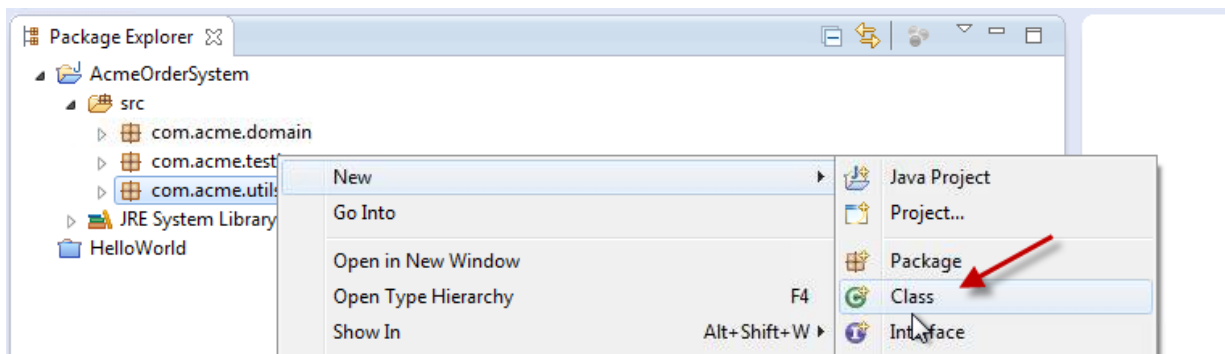 Package Explorer
AcmeOrderSystem
src
com.acme.domain
com.acme.test
com.acme.utils
JRE System Library
HelloWorld
New
Go Into
Open in New Window
Open Type Hierarchy F4
Show In Alt+Shift+W
Java Project
Project...
Package
Class
Interface